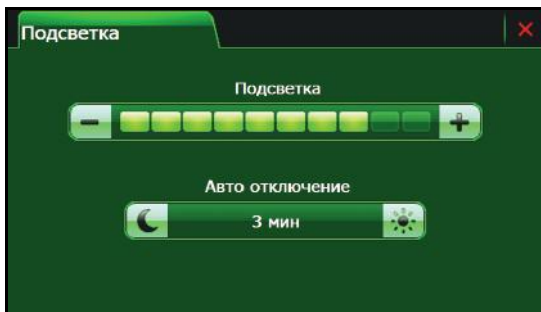 Подсветка
Подсветка
Авто отключение
3 мин